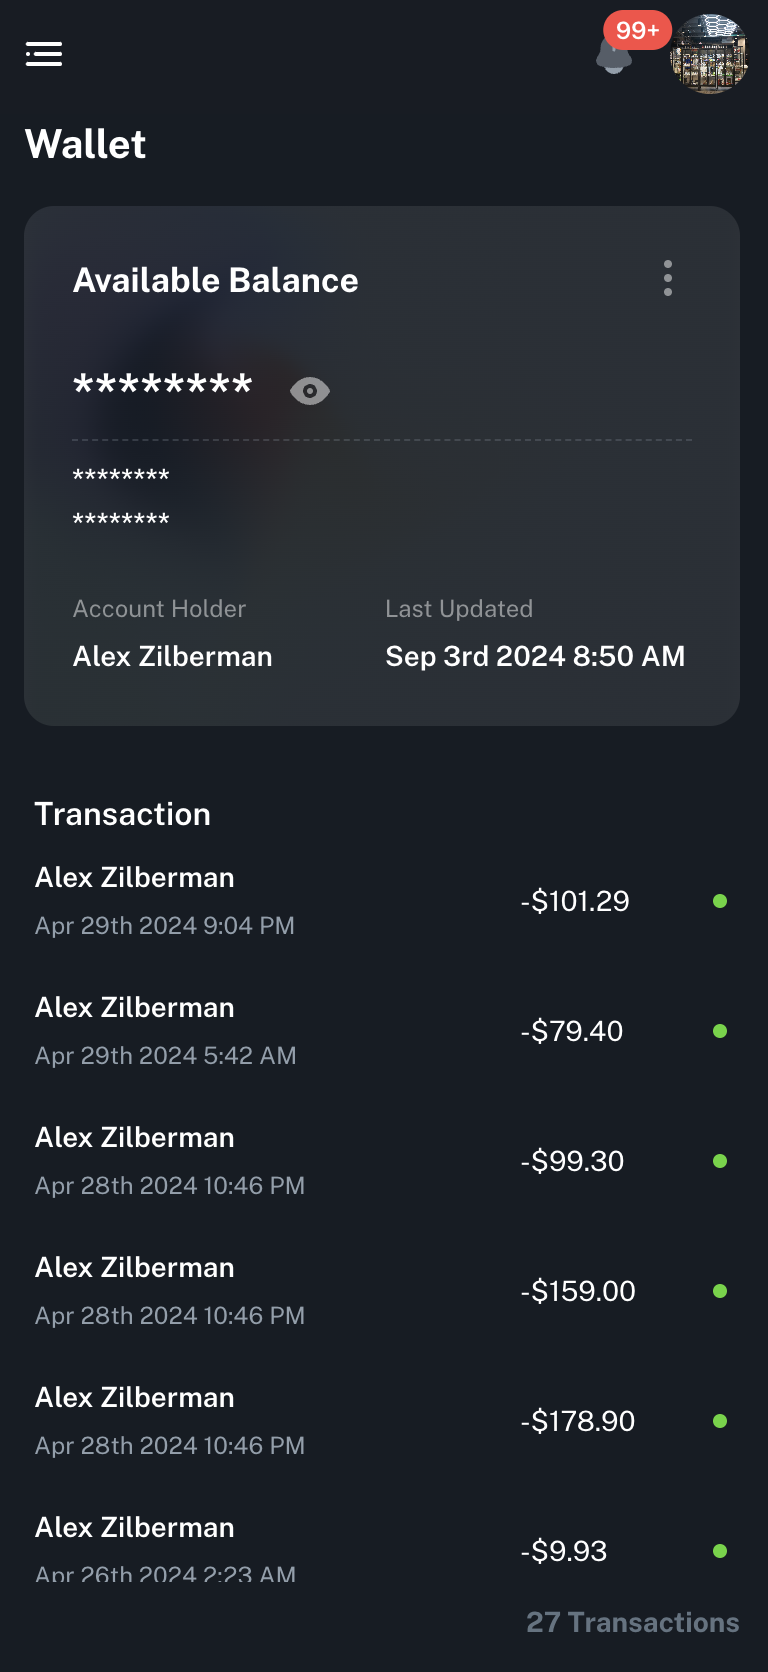 99+
Wallet
Available Balance
********
********
********
Account Holder
Last Updated
Alex Zilberman
Sep 3rd 2024 8:50 AM
Transaction
Alex Zilberman
-$101.29
Apr 29th 2024 9:04 PM
Alex Zilberman
-$79.40
Apr 29th 2024 5:42 AM
Alex Zilberman
-$99.30
Apr 28th 2024 10:46 PM
Alex Zilberman
-$159.00
Apr 28th 2024 10:46 PM
Alex Zilberman
-$178.90
Apr 28th 2024 10:46 PM
Alex Zilberman
-$9.93
Apr 26th 2024 2:23 AM
27 Transactions